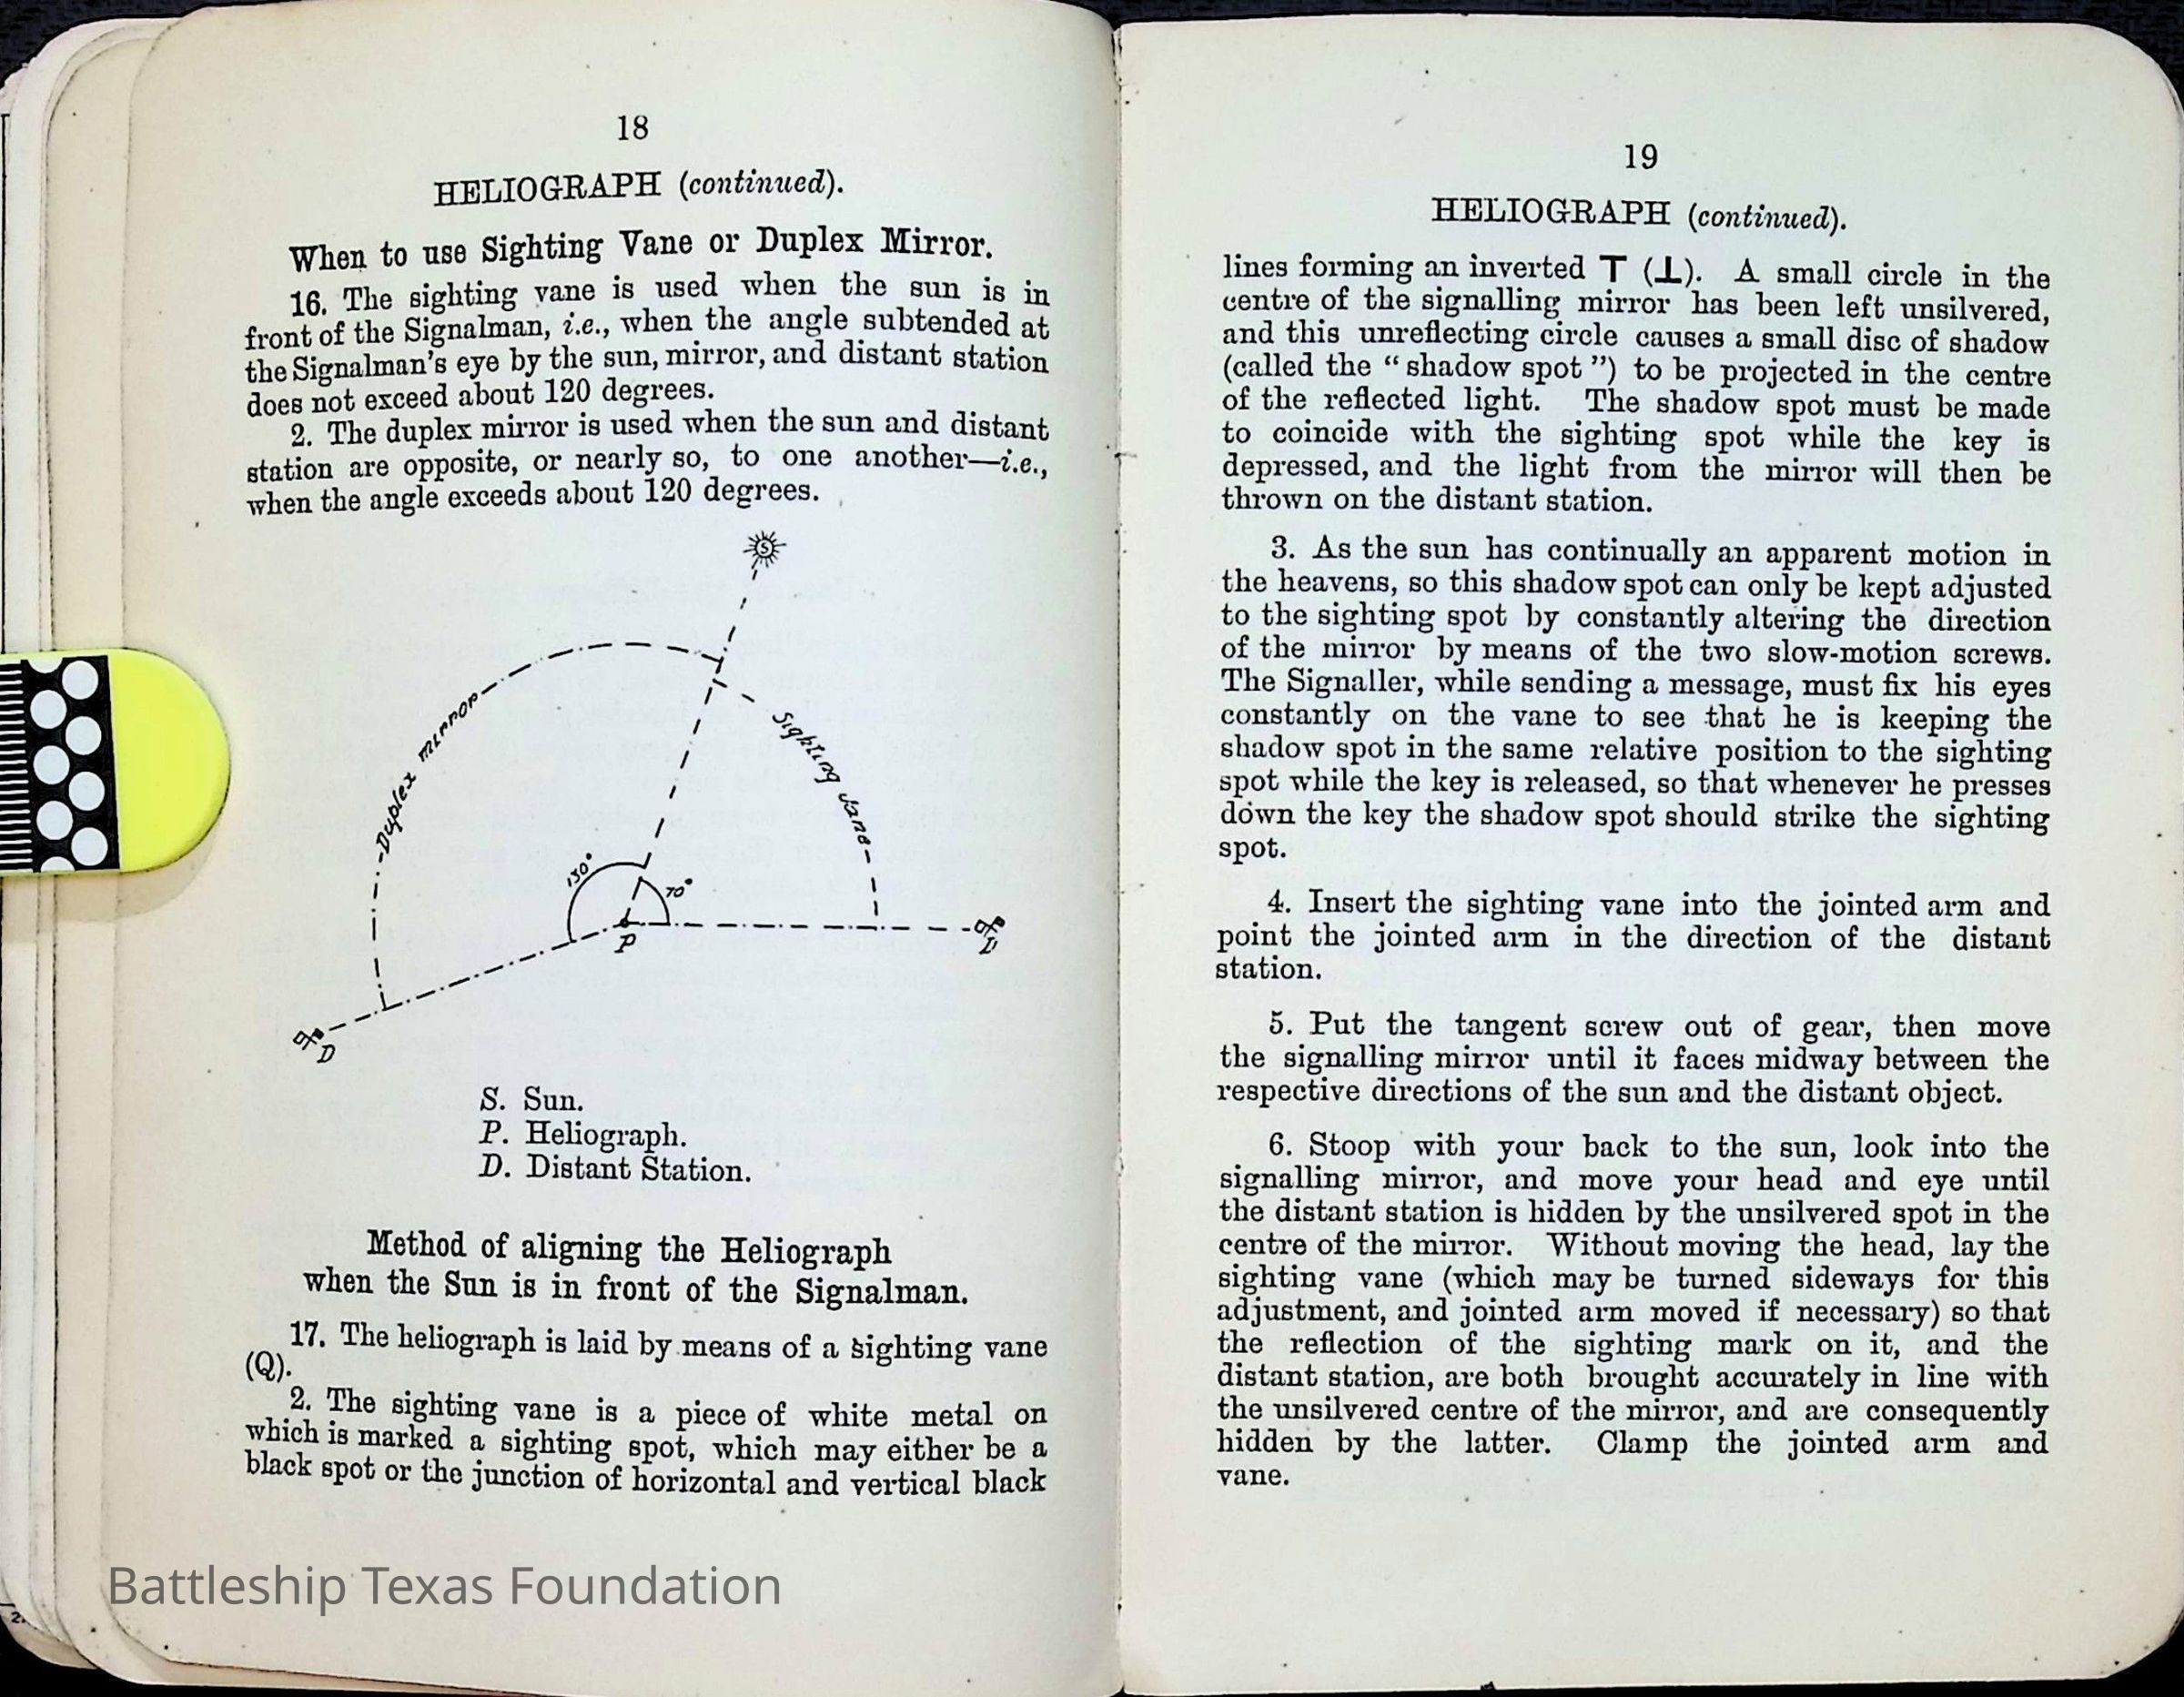 18
HELIOGRAPH (continued).
When to use Sighting Vane or Duplex Mirror.
16. The sighting vane is used when the sun is in
front of the Signalman, i.e., when the angle subtended at
the Signalman's eye by the sun, mirror, and distant station
does not exceed about 120 degrees.
2. The duplex mirror is used when the sun and distant
station are opposite, or nearly so, to one another—i.e.,
when the angle exceeds about 120 degrees.
S
Duplex mirror
Sighting Vane
130°
70°
P
D
D
S. Sun.
P. Heliograph.
D. Distant Station.
Method of aligning the Heliograph
when the Sun is in front of the Signalman.
17. The heliograph is laid by means of a sighting vane
(Q).
2. The sighting vane is a piece of white metal on
which is marked a sighting spot, which may either be a
black spot or the junction of horizontal and vertical black
Battleship Texas Foundation
2
19
HELIOGRAPH (continued).
lines forming an inverted T (⊥). A small circle in the
centre of the signalling mirror has been left unsilvered,
and this unreflecting circle causes a small disc of shadow
(called the "shadow spot") to be projected in the centre
of the reflected light. The shadow spot must be made
to coincide with the sighting spot while the key is
depressed, and the light from the mirror will then be
thrown on the distant station.
3. As the sun has continually an apparent motion in
the heavens, so this shadow spot can only be kept adjusted
to the sighting spot by constantly altering the direction
of the mirror by means of the two slow-motion screws.
The Signaller, while sending a message, must fix his eyes
constantly on the vane to see that he is keeping the
shadow spot in the same relative position to the sighting
spot while the key is released, so that whenever he presses
down the key the shadow spot should strike the sighting
spot.
4. Insert the sighting vane into the jointed arm and
point the jointed arm in the direction of the distant
station.
5. Put the tangent screw out of gear, then move
the signalling mirror until it faces midway between the
respective directions of the sun and the distant object.
6. Stoop with your back to the sun, look into the
signalling mirror, and move your head and eye until
the distant station is hidden by the unsilvered spot in the
centre of the mirror. Without moving the head, lay the
sighting vane (which may be turned sideways for this
adjustment, and jointed arm moved if necessary) so that
the reflection of the sighting mark on it, and the
distant station, are both brought accurately in line with
the unsilvered centre of the mirror, and are consequently
hidden by the latter. Clamp the jointed arm and
vane.